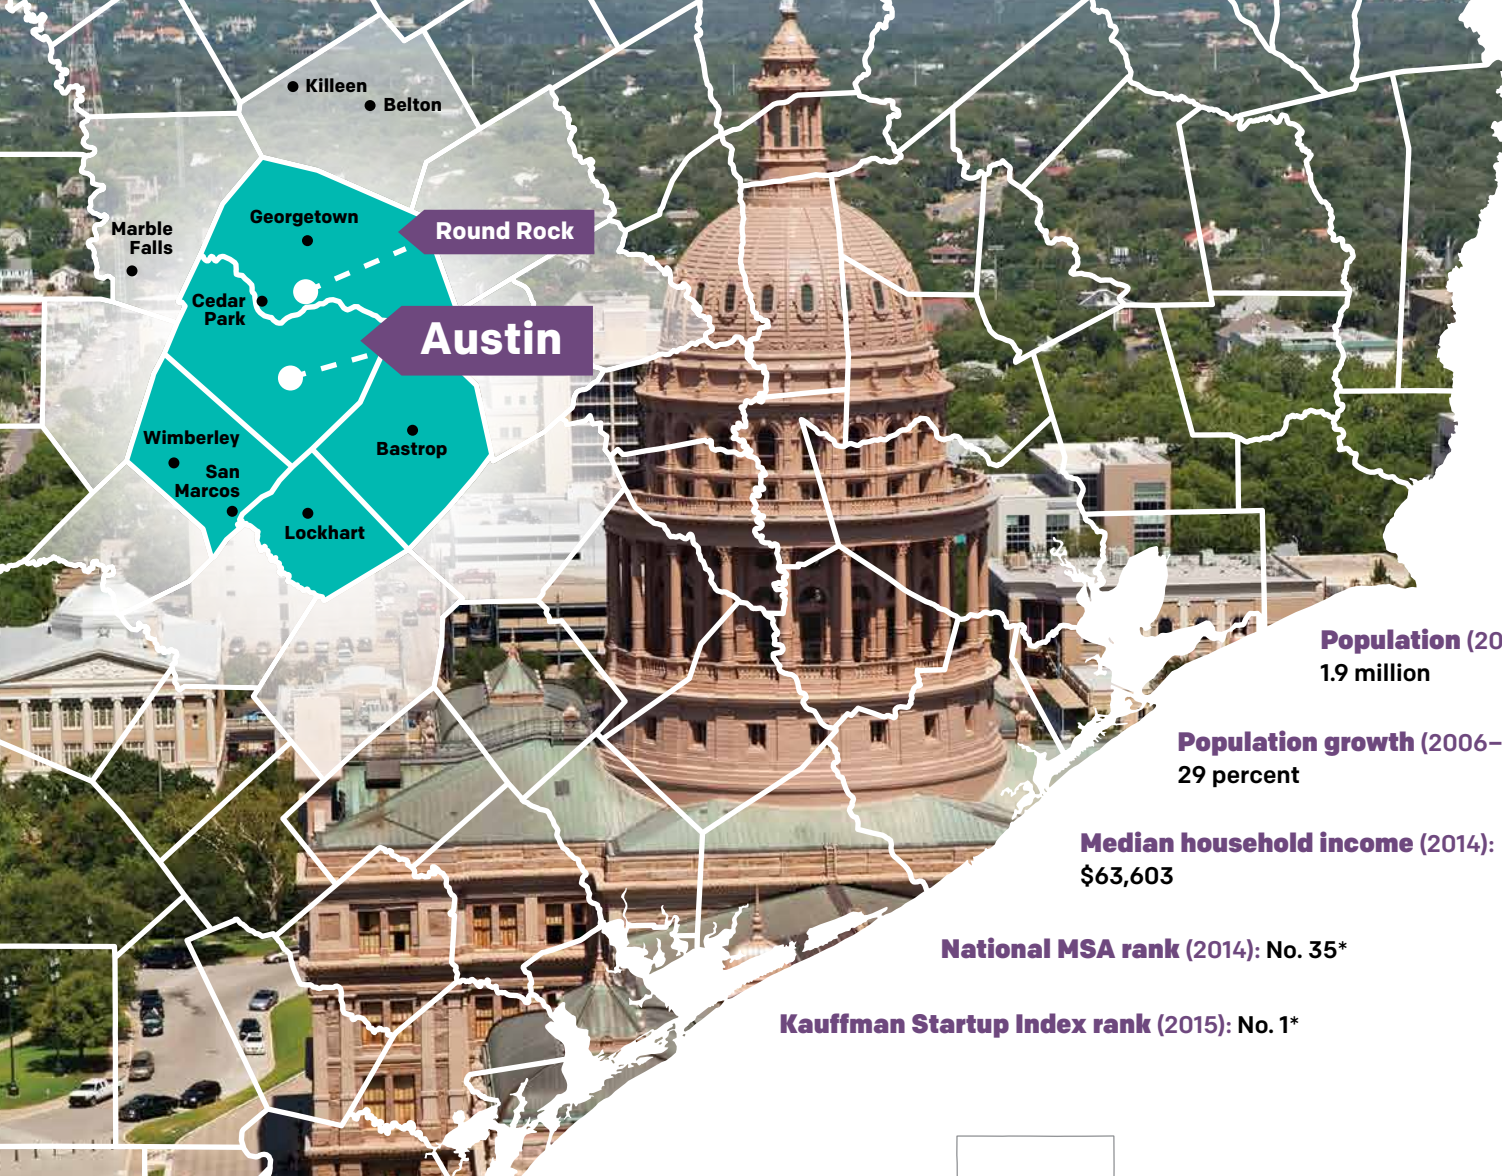 Killeen
Belton
Georgetown
Round Rock
Marble
Falls
Cedar
Park
Austin
Wimberley
San
Marcos
Bastrop
Lockhart
Population (20
1.9 million
Population growth (2006–
29 percent
Median household income (2014):
$63,603
National MSA rank (2014): No. 35*
Kauffman Startup Index rank (2015): No. 1*